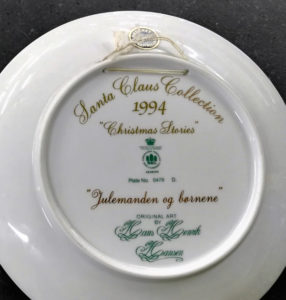 Santa Claus Collection
1994
"Christmas Stories"
Plate No. 0479 D.
"Julemanden og børnene"
ORIGINAL ART
BY
Hans Henrik
Hansen